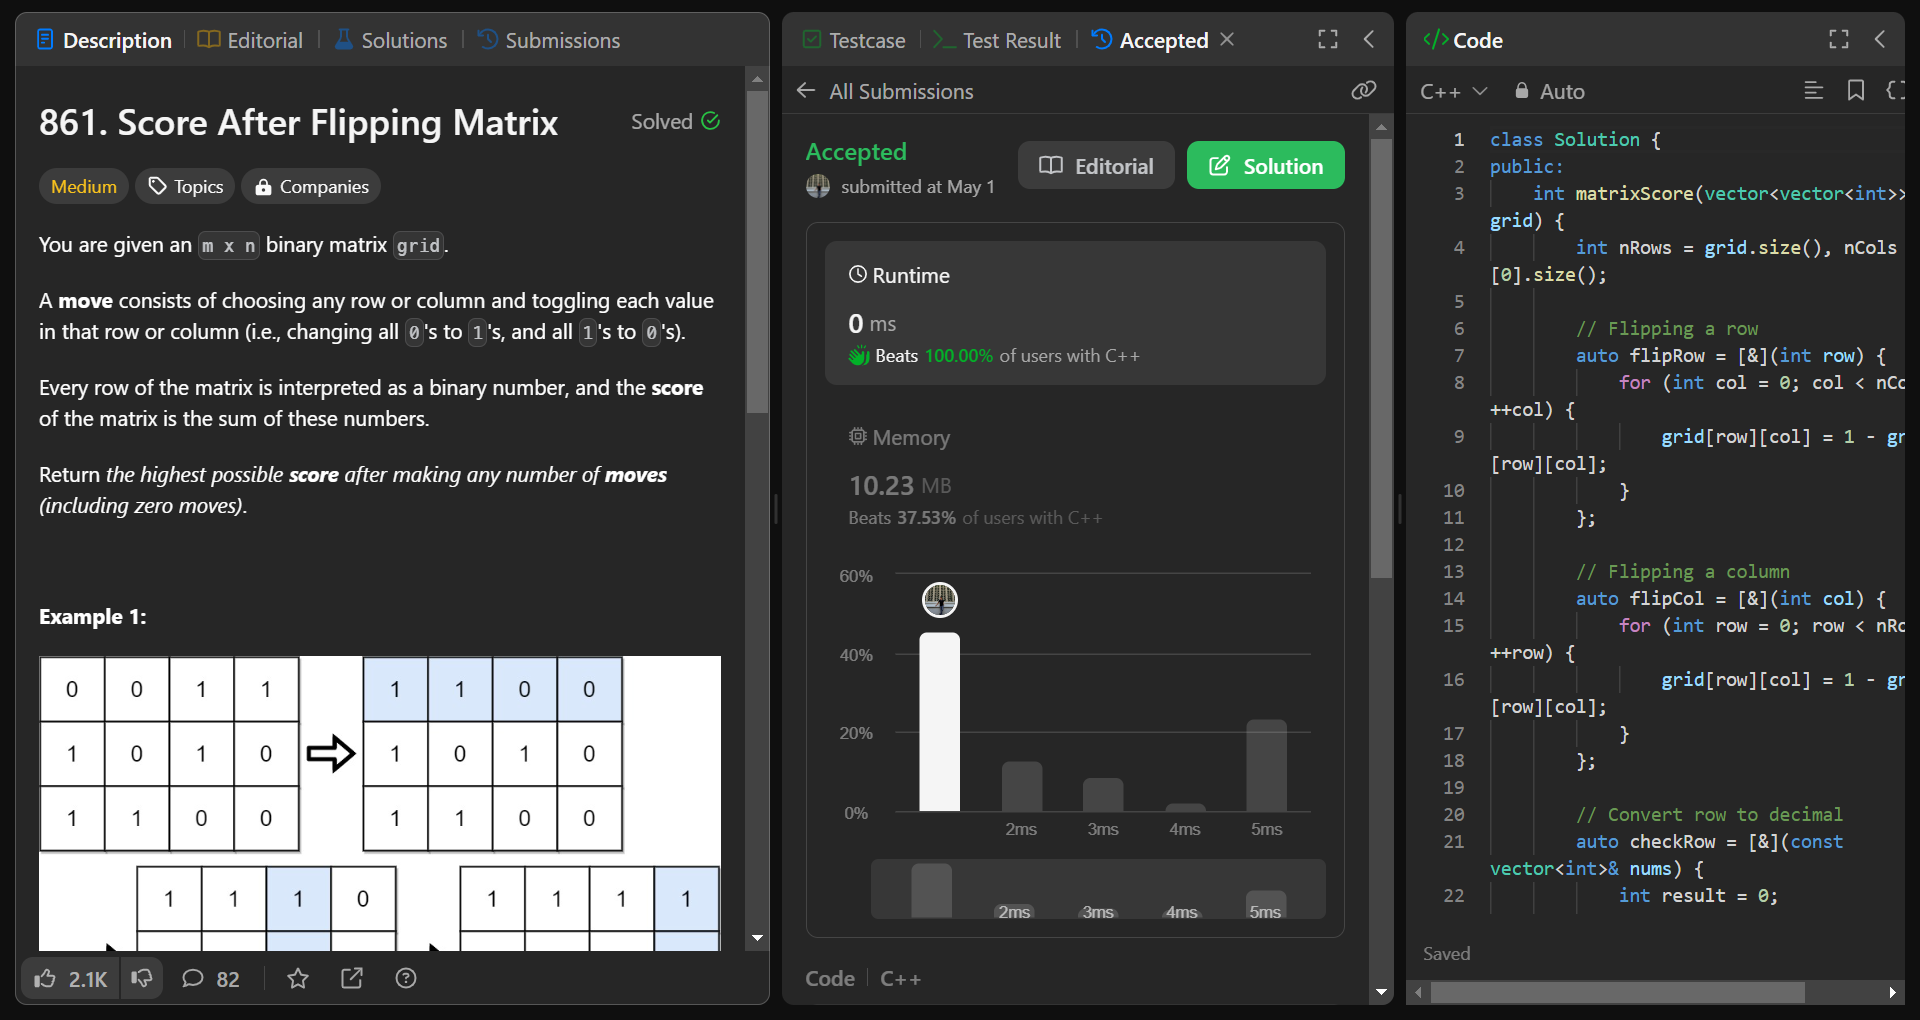 Description
Editorial
Solutions
Submissions
861. Score After Flipping Matrix
Solved
Medium
Topics
Companies
You are given an m x n binary matrix grid.
A move consists of choosing any row or column and toggling each value
in that row or column (i.e., changing all 0's to 1's, and all 1's to 0's).
Every row of the matrix is interpreted as a binary number, and the score
of the matrix is the sum of these numbers.
Return the highest possible score after making any number of moves
(including zero moves).
Example 1:
0 0 1 1
1 0 1 0
1 1 0 0
1 1 0 0
1 0 1 0
1 1 0 0
1 1 1 0
1 1 1 1
2.1K
82
Testcase
Test Result
Accepted
All Submissions
Accepted
submitted at May 1
Editorial
Solution
Runtime
0 ms
Beats 100.00% of users with C++
Memory
10.23 MB
Beats 37.53% of users with C++
60%
40%
20%
0%
2ms
3ms
4ms
5ms
2ms
3ms
4ms
5ms
Code
C++
</> Code
C++
Auto
1 class Solution {
2 public:
3 int matrixScore(vector<vector<int>>
grid) {
4 int nRows = grid.size(), nCols
[0].size();
5
6 // Flipping a row
7 auto flipRow = [&](int row) {
8 for (int col = 0; col < nCo
++col) {
9 grid[row][col] = 1 - gr
[row][col];
10 }
11 };
12
13 // Flipping a column
14 auto flipCol = [&](int col) {
15 for (int row = 0; row < nRo
++row) {
16 grid[row][col] = 1 - gr
[row][col];
17 }
18 };
19
20 // Convert row to decimal
21 auto checkRow = [&](const
vector<int>& nums) {
22 int result = 0;
Saved